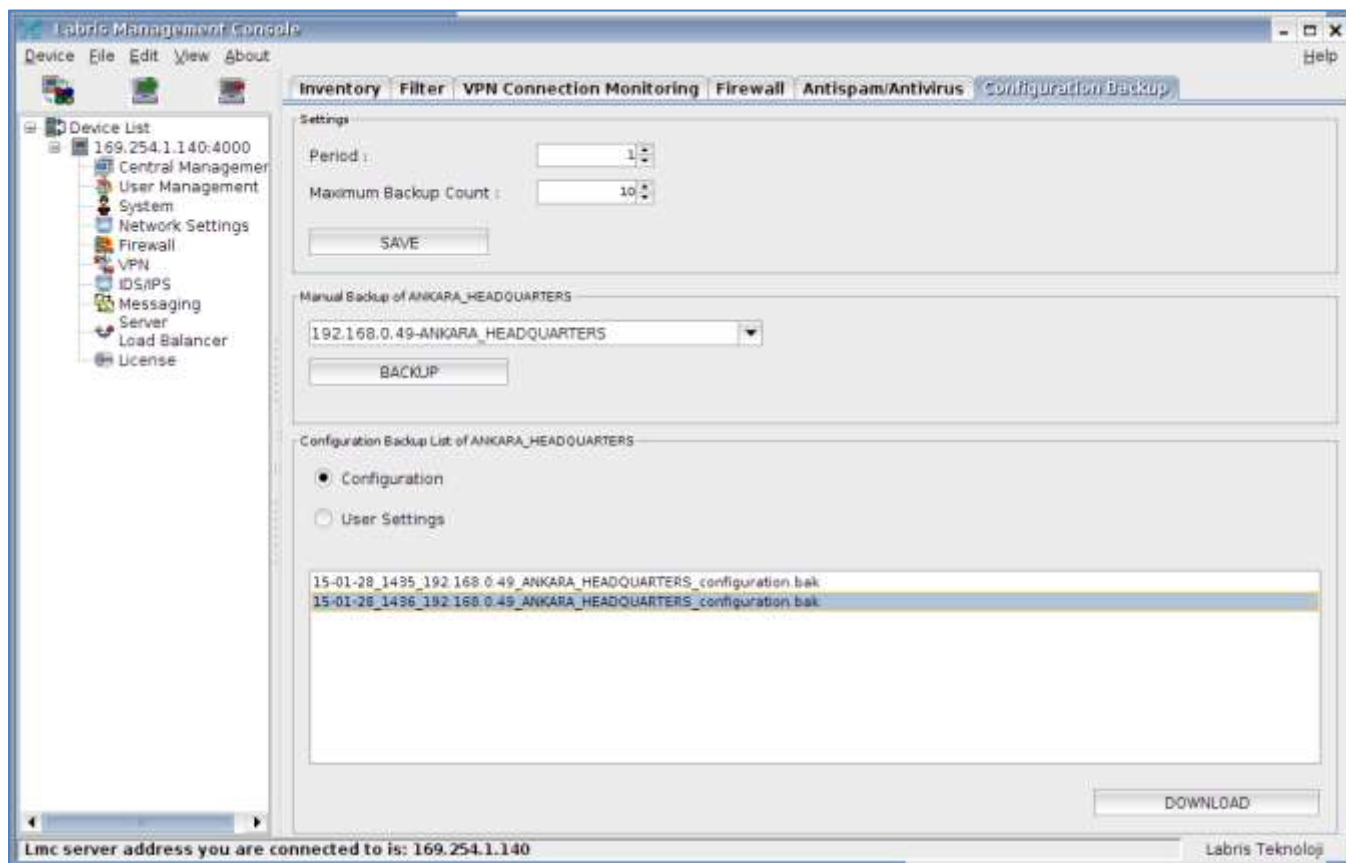 Labris Management Console
Device File Edit View About Help
Inventory Filter VPN Connection Monitoring Firewall Antispam/Antivirus Configuration Backup
Device List
169.254.1.140:4000
Central Managemer
User Management
System
Network Settings
Firewall
VPN
IDS/IPS
Messaging
Server
Load Balancer
License
Settings
Period : 1
Maximum Backup Count : 10
SAVE
Manual Backup of ANKARA_HEADQUARTERS
192.168.0.49-ANKARA_HEADQUARTERS
BACKUP
Configuration Backup List of ANKARA_HEADQUARTERS
Configuration
User Settings
15-01-28_1435_192.168.0.49_ANKARA_HEADQUARTERS_configuration.bak
15-01-28_1436_192.168.0.49_ANKARA_HEADQUARTERS_configuration.bak
DOWNLOAD
Lmc server address you are connected to is: 169.254.1.140
Labris Teknoloji